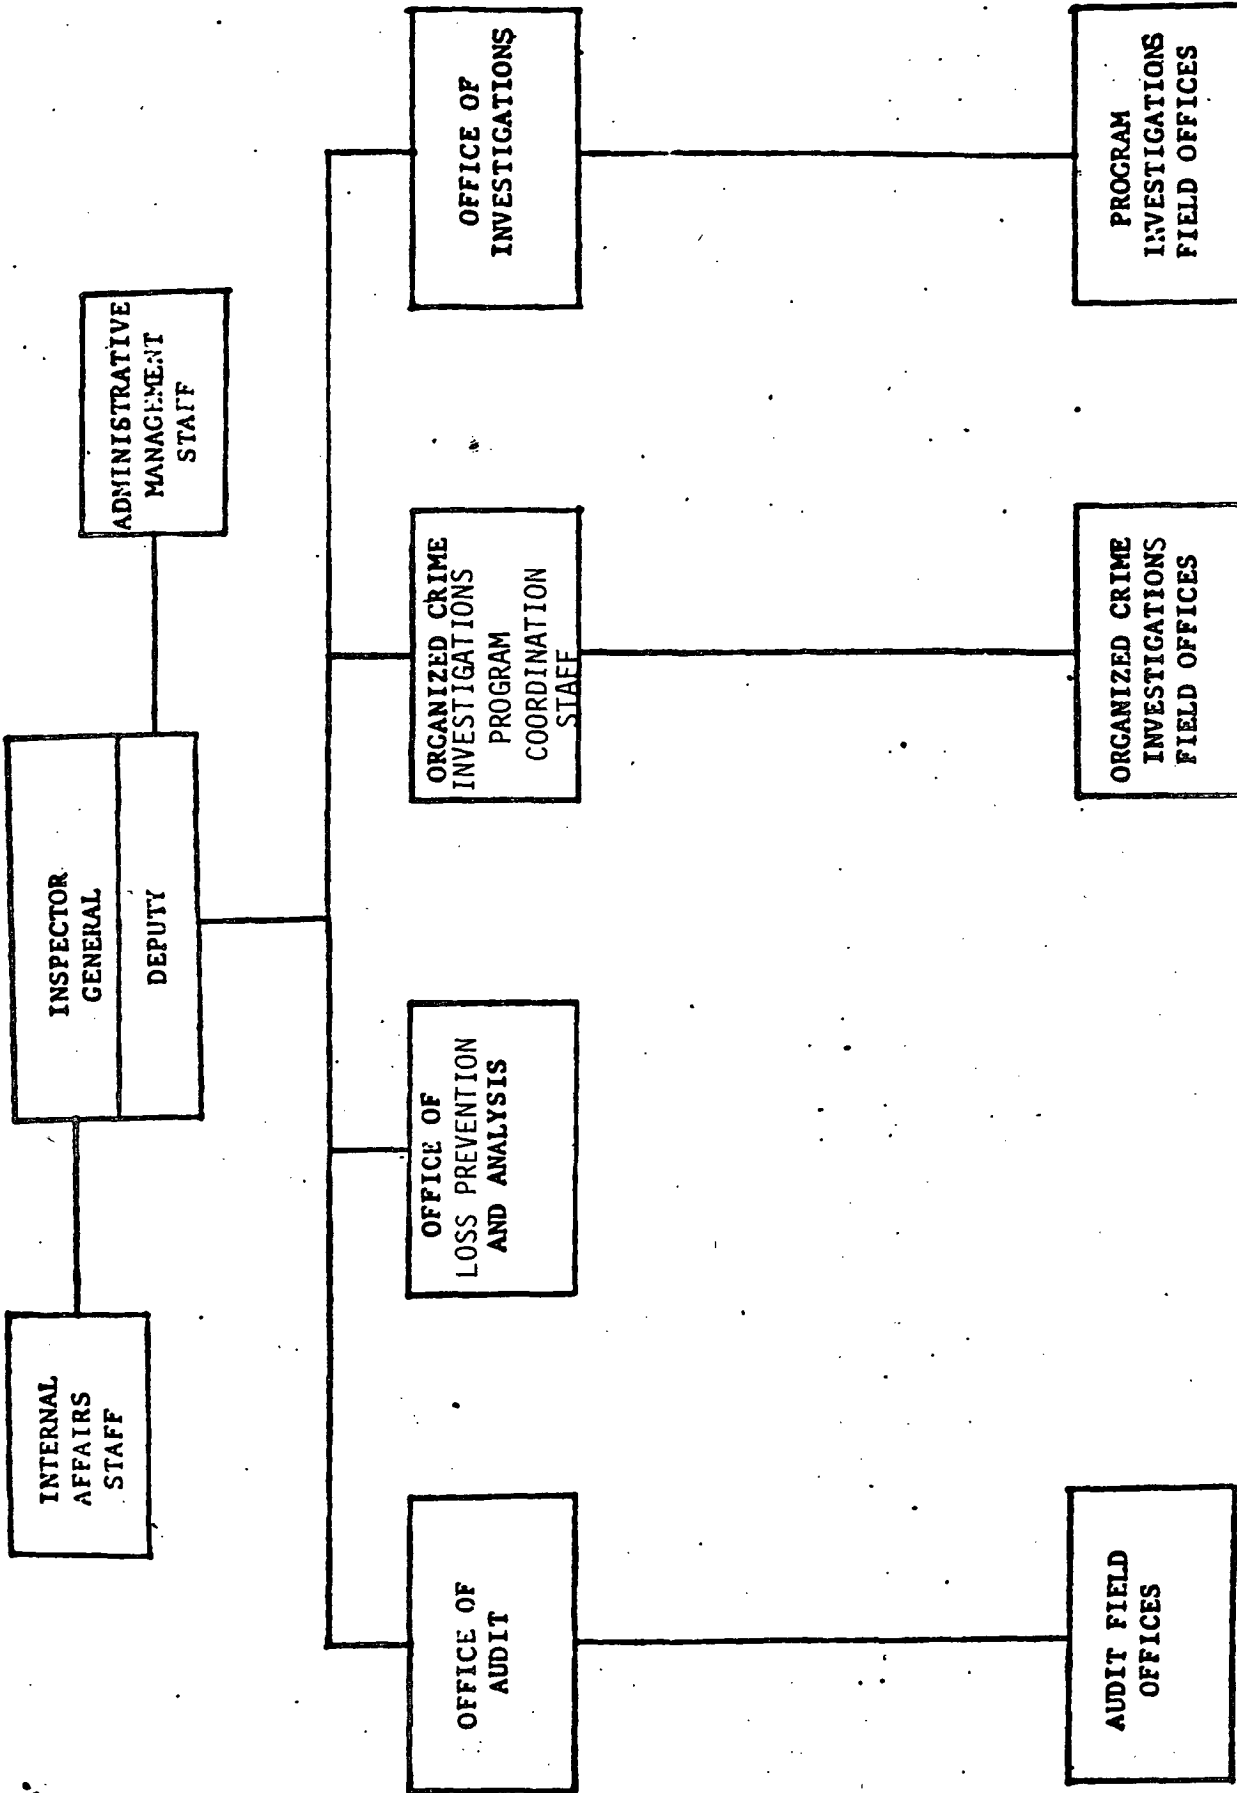 INSPECTOR
GENERAL
DEPUTY
INTERNAL
AFFAIRS
STAFF
ADMINISTRATIVE
MANAGEMENT
STAFF
OFFICE OF
AUDIT
OFFICE OF
LOSS PREVENTION
AND ANALYSIS
ORGANIZED CRIME
INVESTIGATIONS
PROGRAM
COORDINATION
STAFF
OFFICE OF
INVESTIGATIONS
AUDIT FIELD
OFFICES
ORGANIZED CRIME
INVESTIGATIONS
FIELD OFFICES
PROGRAM
INVESTIGATIONS
FIELD OFFICES